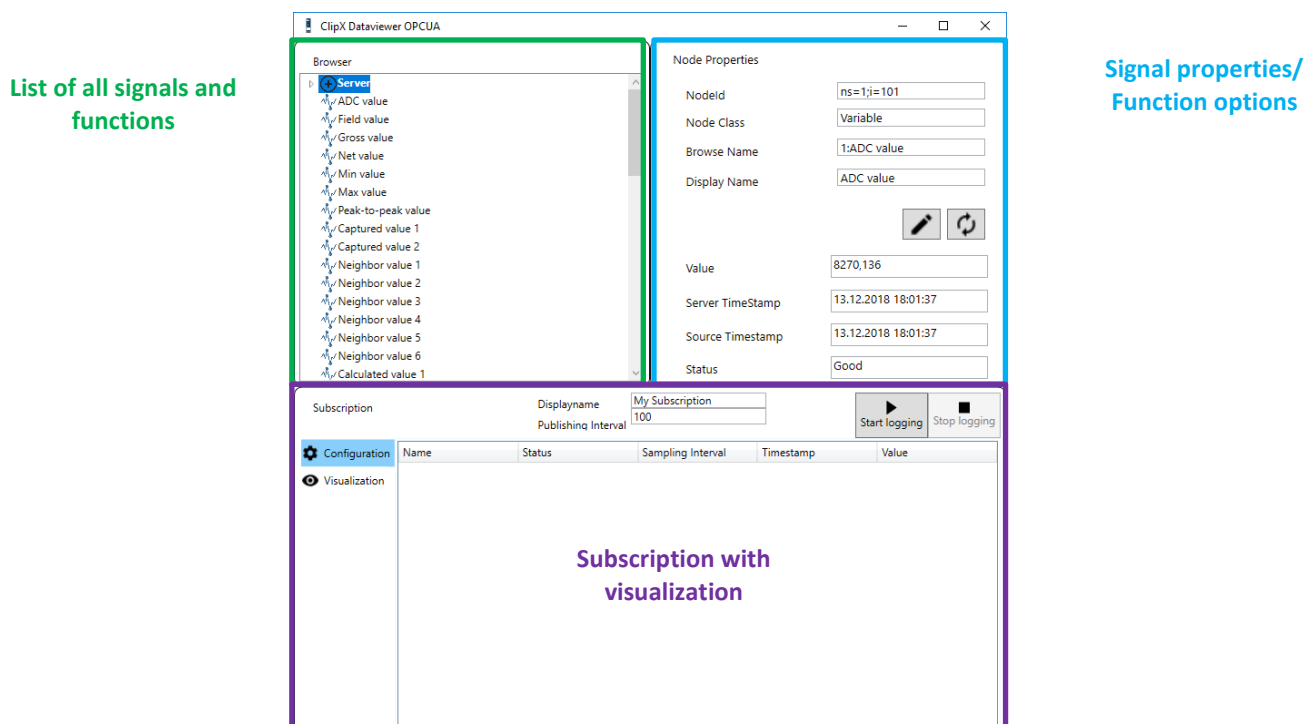 ClipX Dataviewer OPCUA
List of all signals and
functions
Browser
Server
ADC value
Field value
Gross value
Net value
Min value
Max value
Peak-to-peak value
Captured value 1
Captured value 2
Neighbor value 1
Neighbor value 2
Neighbor value 3
Neighbor value 4
Neighbor value 5
Neighbor value 6
Calculated value 1
Node Properties
NodeId ns=1;i=101
Node Class Variable
Browse Name 1:ADC value
Display Name ADC value
Value 8270,136
Server TimeStamp 13.12.2018 18:01:37
Source Timestamp 13.12.2018 18:01:37
Status Good
Signal properties/
Function options
Subscription
Displayname My Subscription
Publishing Interval 100
Start logging Stop logging
Configuration
Visualization
Name Status Sampling Interval Timestamp Value
Subscription with
visualization